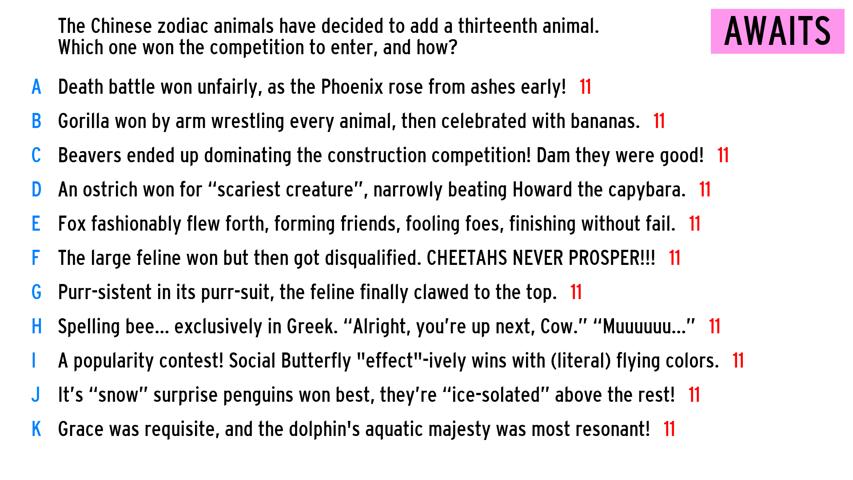 The Chinese zodiac animals have decided to add a thirteenth animal.
Which one won the competition to enter, and how?
AWAITS
A Death battle won unfairly, as the Phoenix rose from ashes early! 11
B Gorilla won by arm wrestling every animal, then celebrated with bananas. 11
C Beavers ended up dominating the construction competition! Dam they were good! 11
D An ostrich won for “scariest creature”, narrowly beating Howard the capybara. 11
E Fox fashionably flew forth, forming friends, fooling foes, finishing without fail. 11
F The large feline won but then got disqualified. CHEETAHS NEVER PROSPER!!! 11
G Purr-sistent in its purr-suit, the feline finally clawed to the top. 11
H Spelling bee... exclusively in Greek. “Alright, you’re up next, Cow.” “Muuuuuu...” 11
I A popularity contest! Social Butterfly "effect"-ively wins with (literal) flying colors. 11
J It’s “snow” surprise penguins won best, they’re “ice-solated” above the rest! 11
K Grace was requisite, and the dolphin's aquatic majesty was most resonant! 11